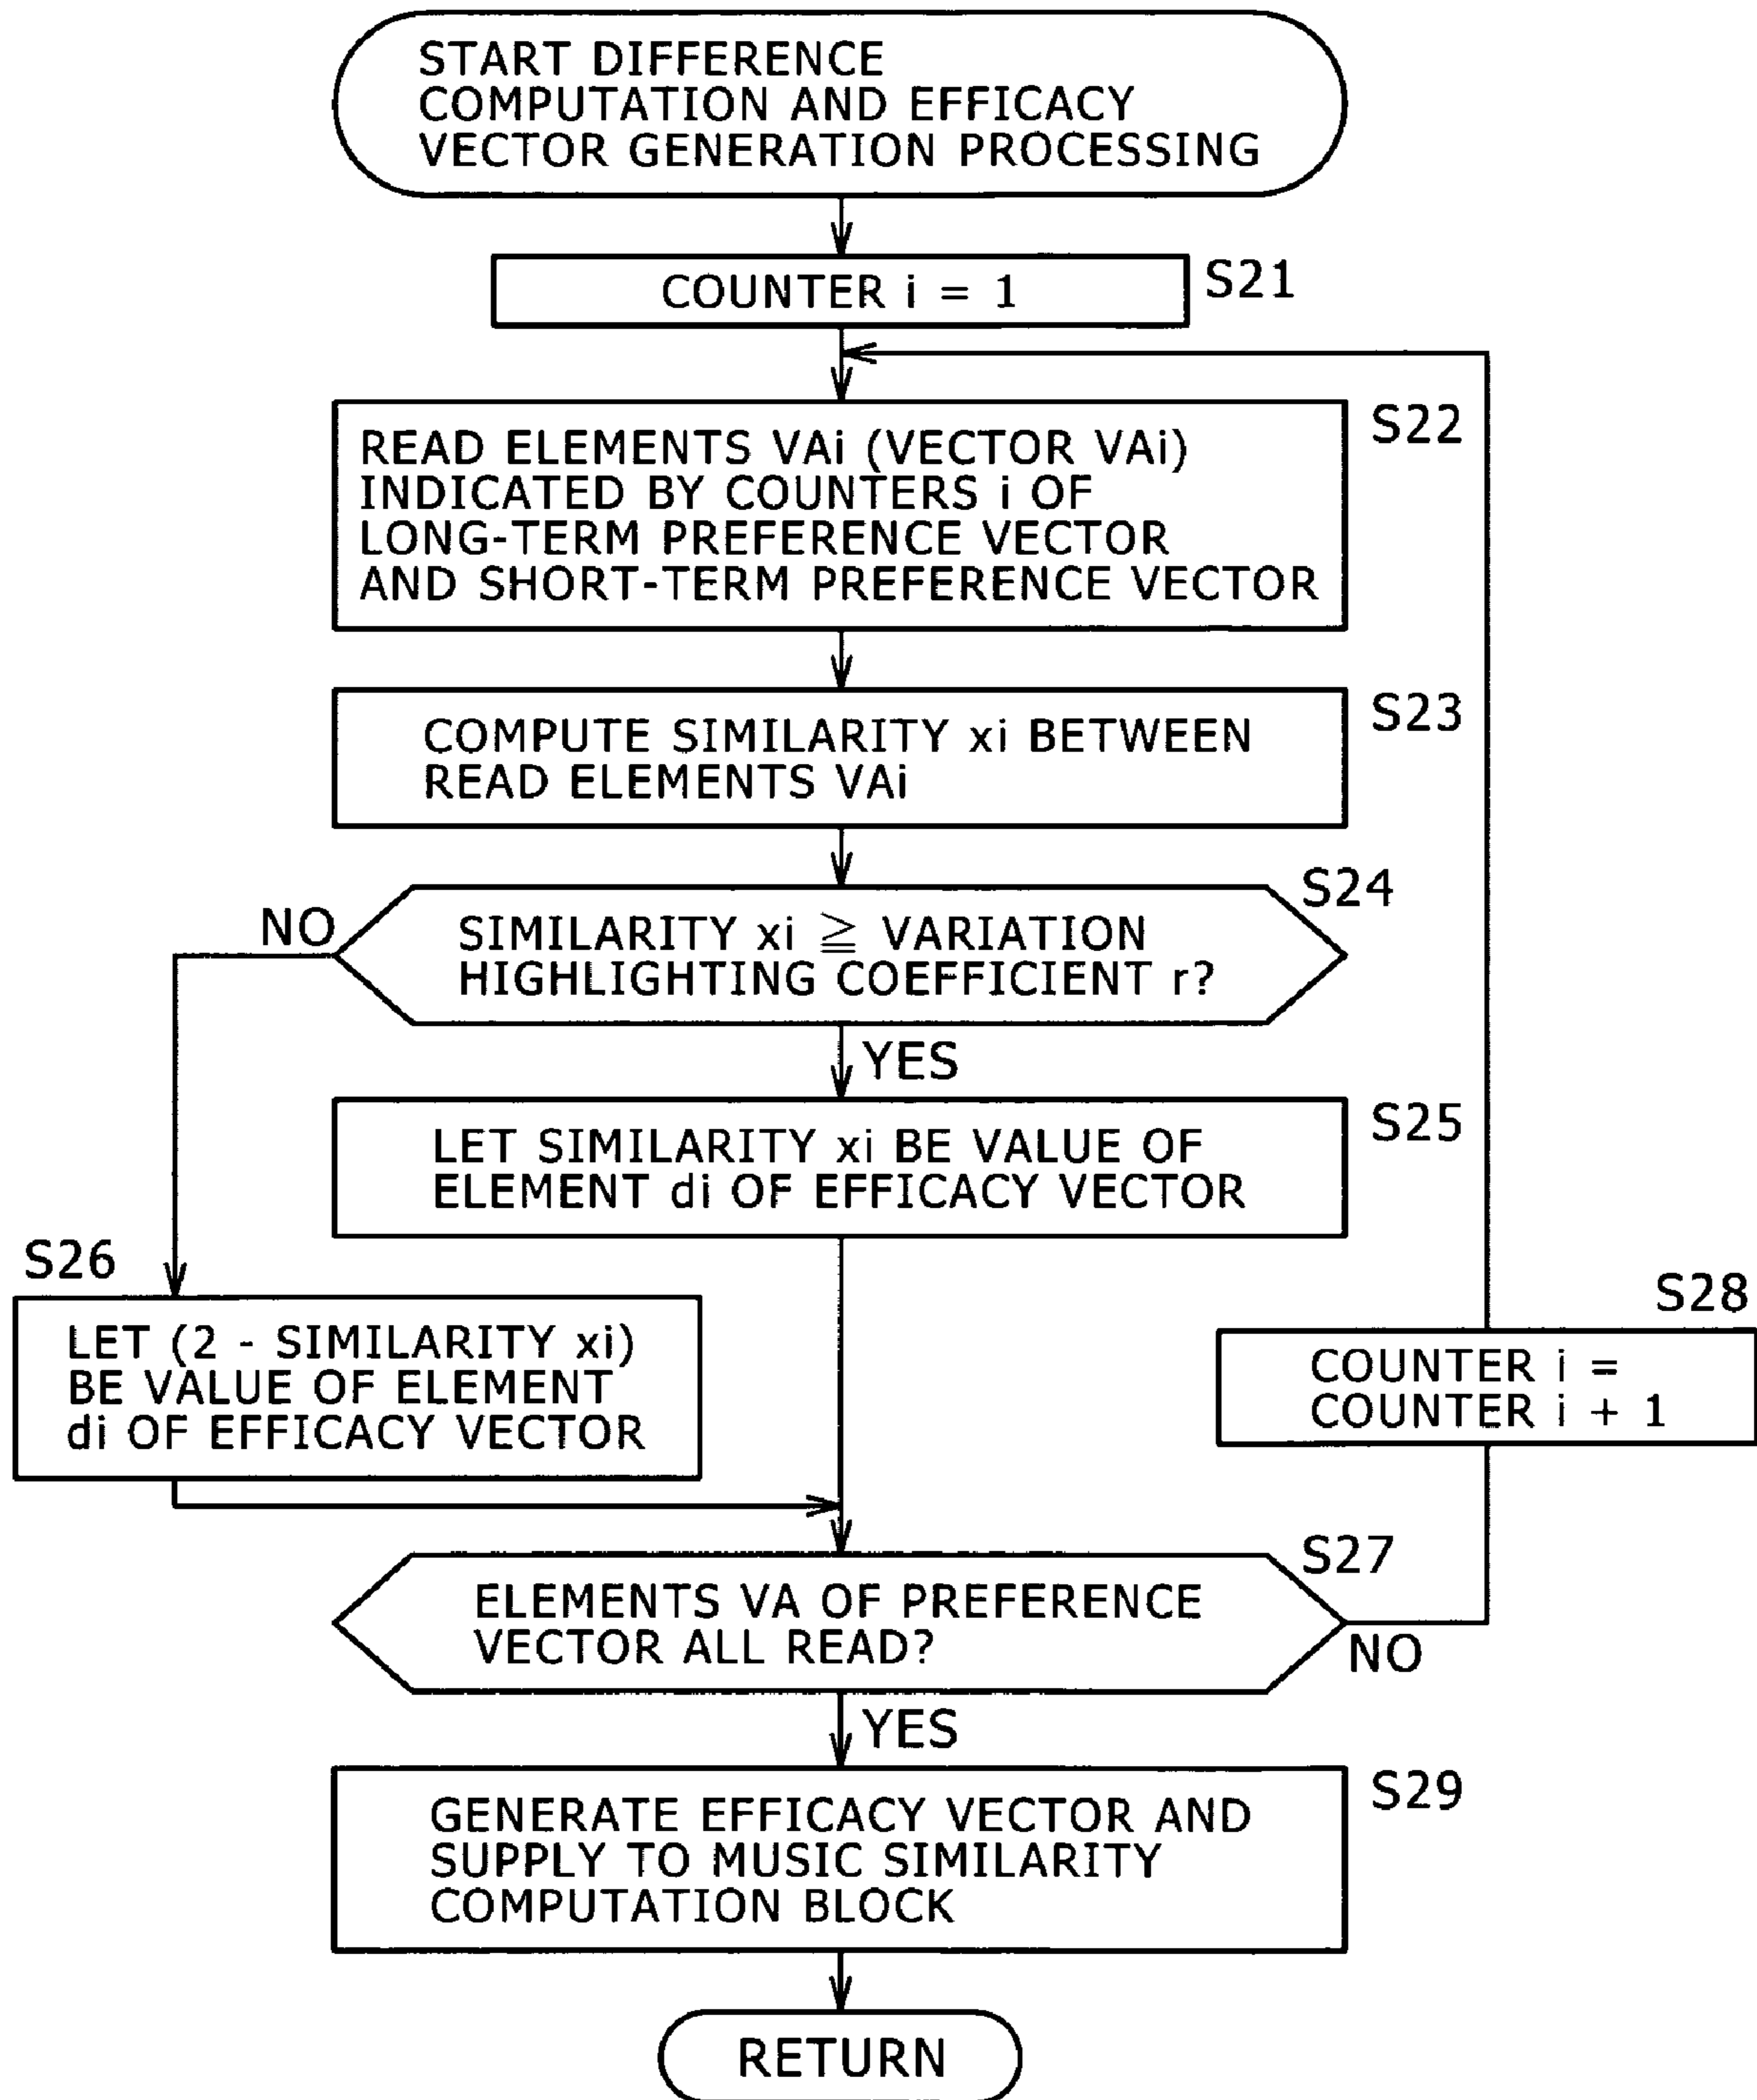 START DIFFERENCE
COMPUTATION AND EFFICACY
VECTOR GENERATION PROCESSING
COUNTER i = 1
S21
S22
READ ELEMENTS VAi (VECTOR VAi)
INDICATED BY COUNTERS i OF
LONG-TERM PREFERENCE VECTOR
AND SHORT-TERM PREFERENCE VECTOR
S23
COMPUTE SIMILARITY xi BETWEEN
READ ELEMENTS VAi
S24
NO
SIMILARITY xi ≧ VARIATION
HIGHLIGHTING COEFFICIENT r?
YES
S25
LET SIMILARITY xi BE VALUE OF
ELEMENT di OF EFFICACY VECTOR
S26
LET (2 - SIMILARITY xi)
BE VALUE OF ELEMENT
di OF EFFICACY VECTOR
S28
COUNTER i =
COUNTER i + 1
S27
ELEMENTS VA OF PREFERENCE
VECTOR ALL READ?
NO
YES
S29
GENERATE EFFICACY VECTOR AND
SUPPLY TO MUSIC SIMILARITY
COMPUTATION BLOCK
RETURN